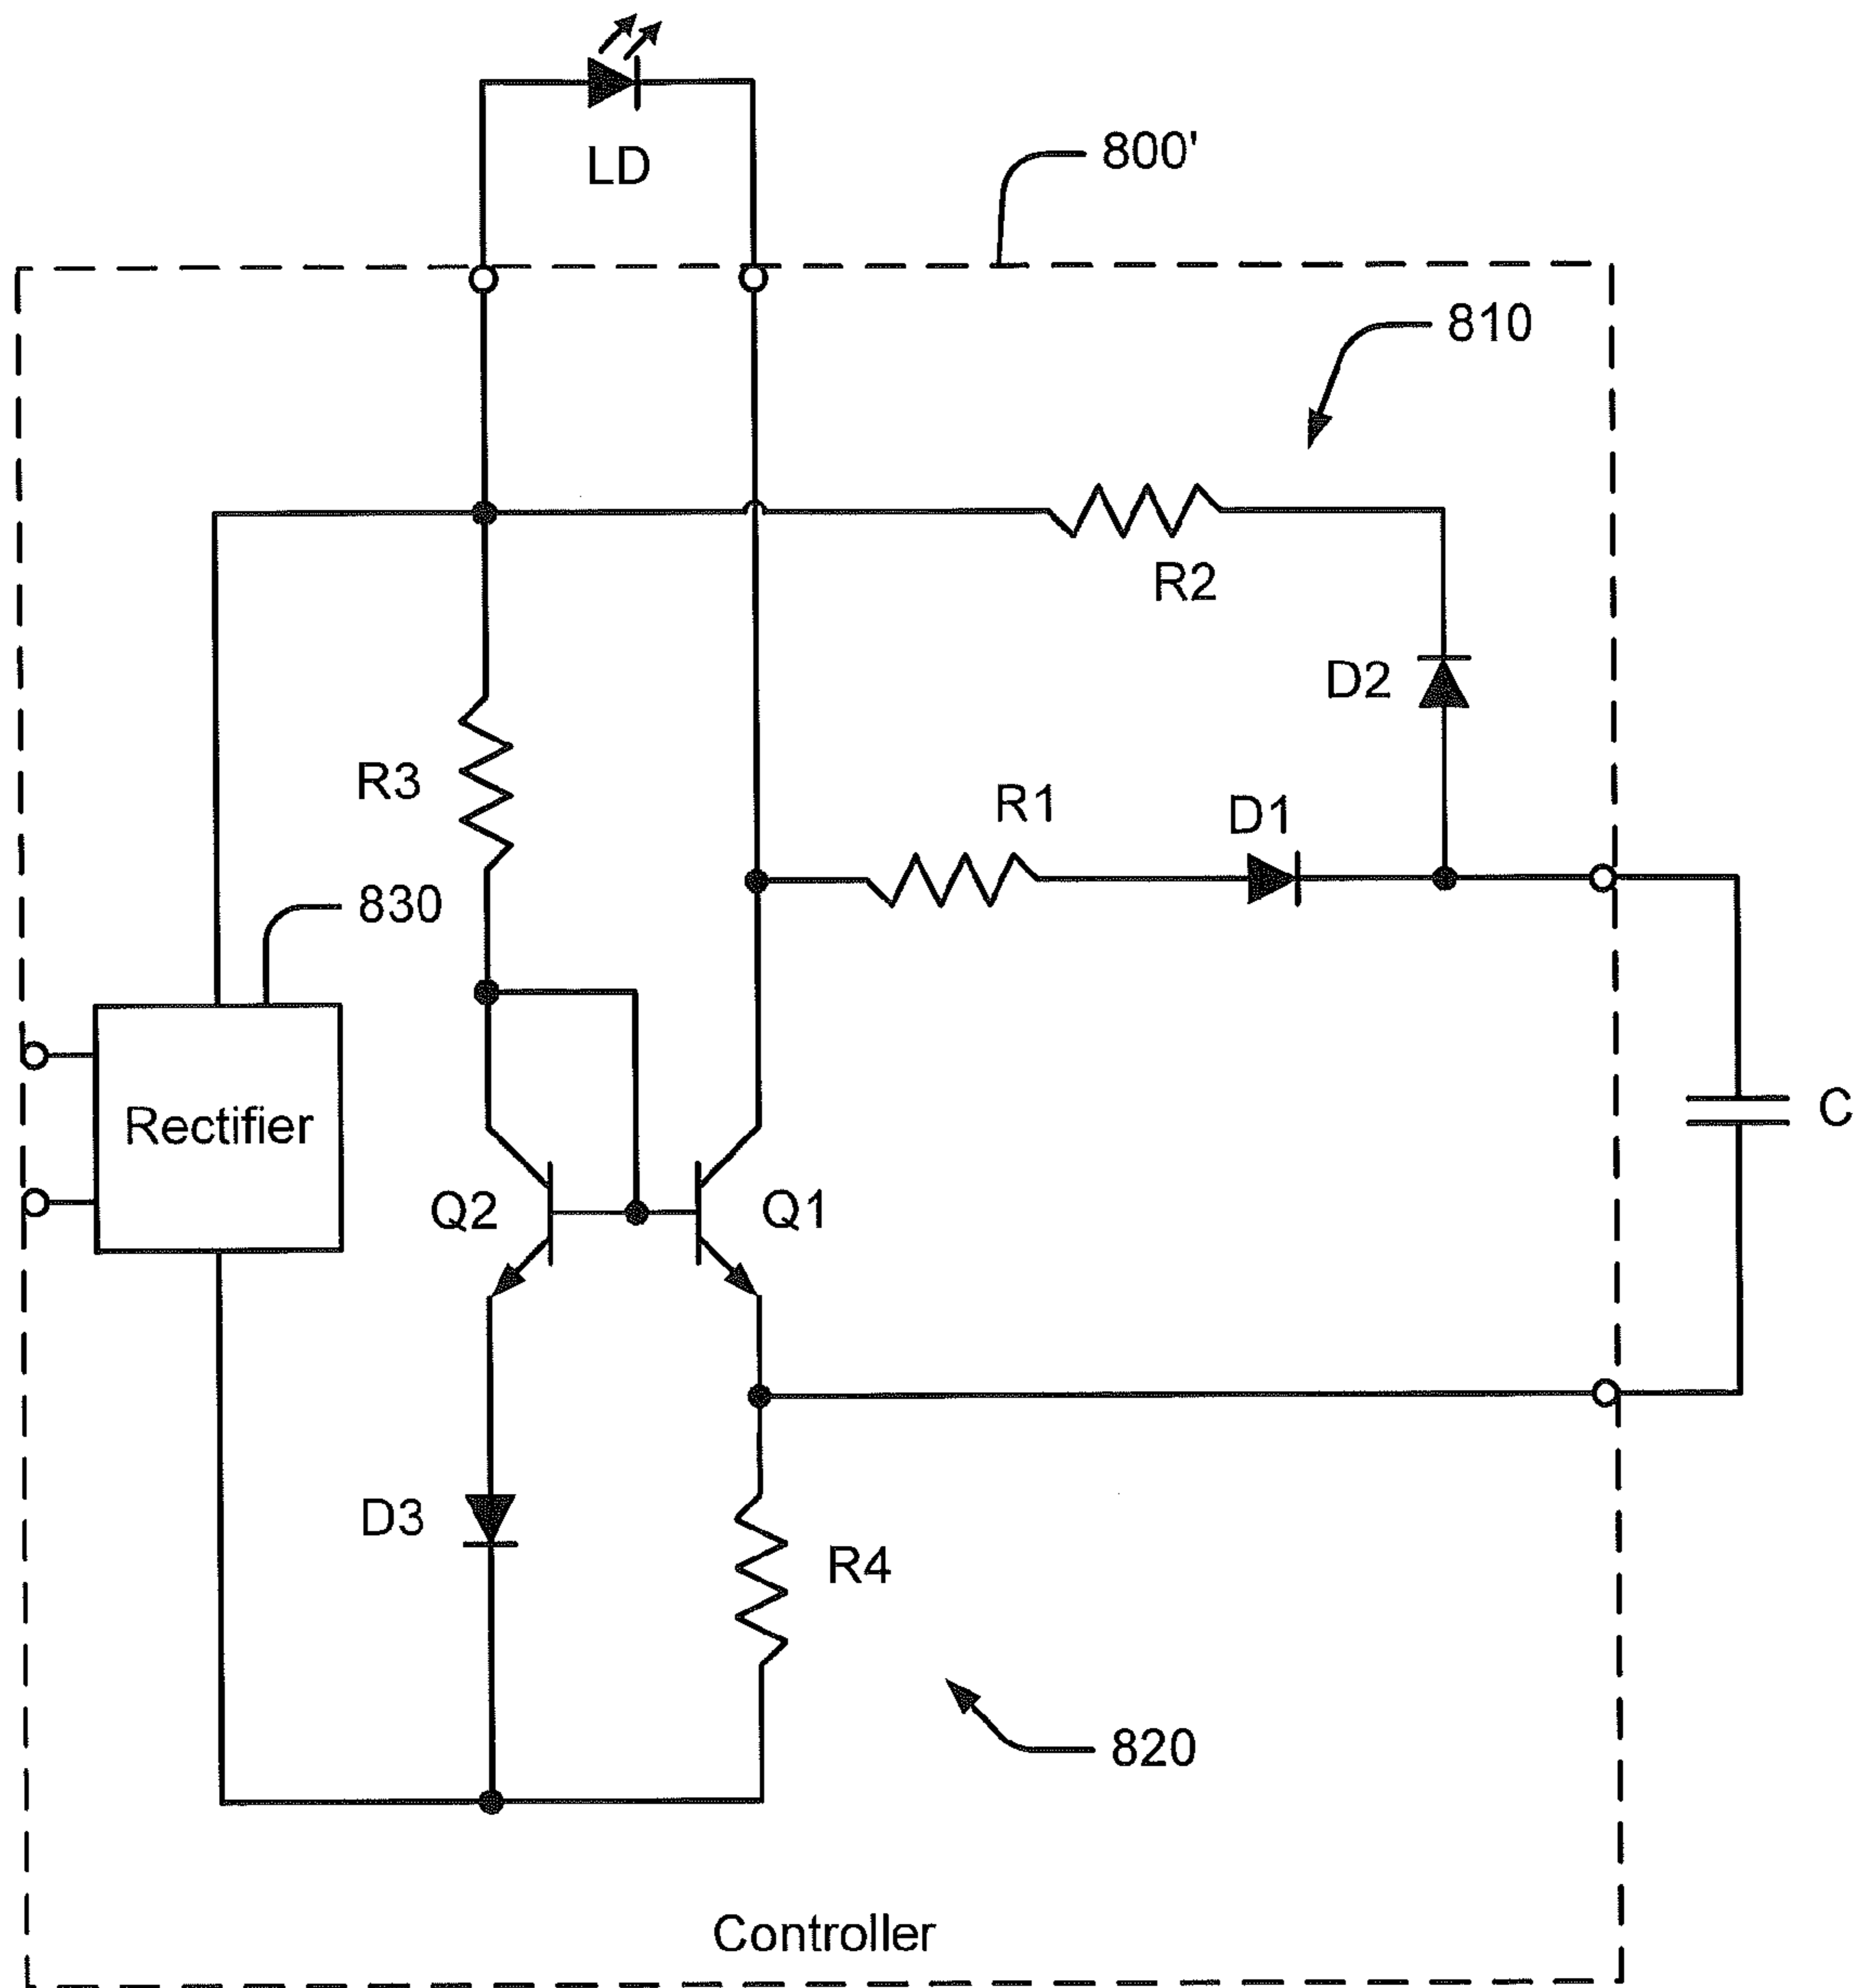 LD
800'
810
R2
D2
R3
R1
D1
830
Rectifier
C
Q2
Q1
D3
R4
820
Controller